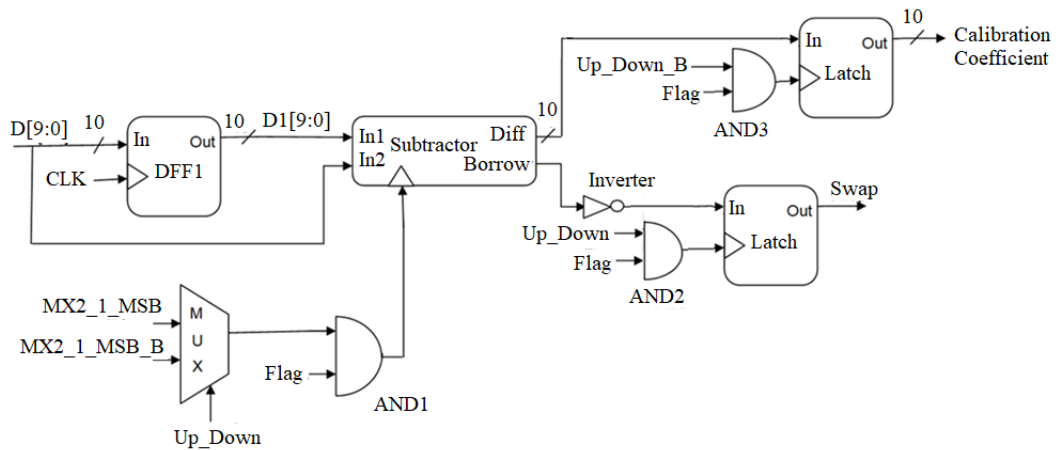 10
In
Out
Latch
Calibration
Coefficient
Up_Down_B
Flag
AND3
D[9:0]
10
In
Out
DFF1
CLK
10
D1[9:0]
In1
In2
Subtractor
Diff
Borrow
10
Inverter
In
Out
Latch
Swap
Up_Down
Flag
AND2
MX2_1_MSB
MX2_1_MSB_B
M
U
X
Up_Down
Flag
AND1